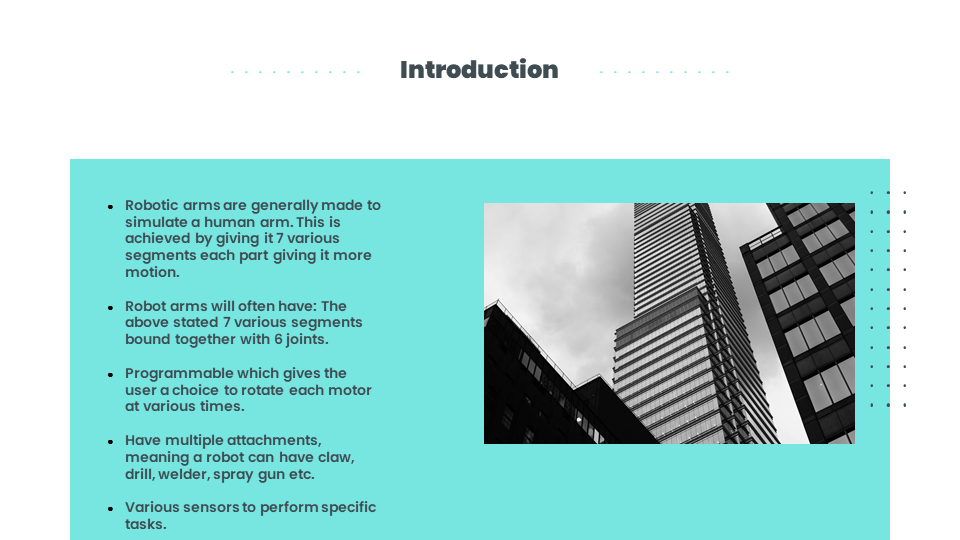 Introduction
• Robotic arms are generally made to
simulate a human arm. This is
achieved by giving it 7 various
segments each part giving it more
motion.
• Robot arms will often have: The
above stated 7 various segments
bound together with 6 joints.
• Programmable which gives the
user a choice to rotate each motor
at various times.
• Have multiple attachments,
meaning a robot can have claw,
drill, welder, spray gun etc.
• Various sensors to perform specific
tasks.